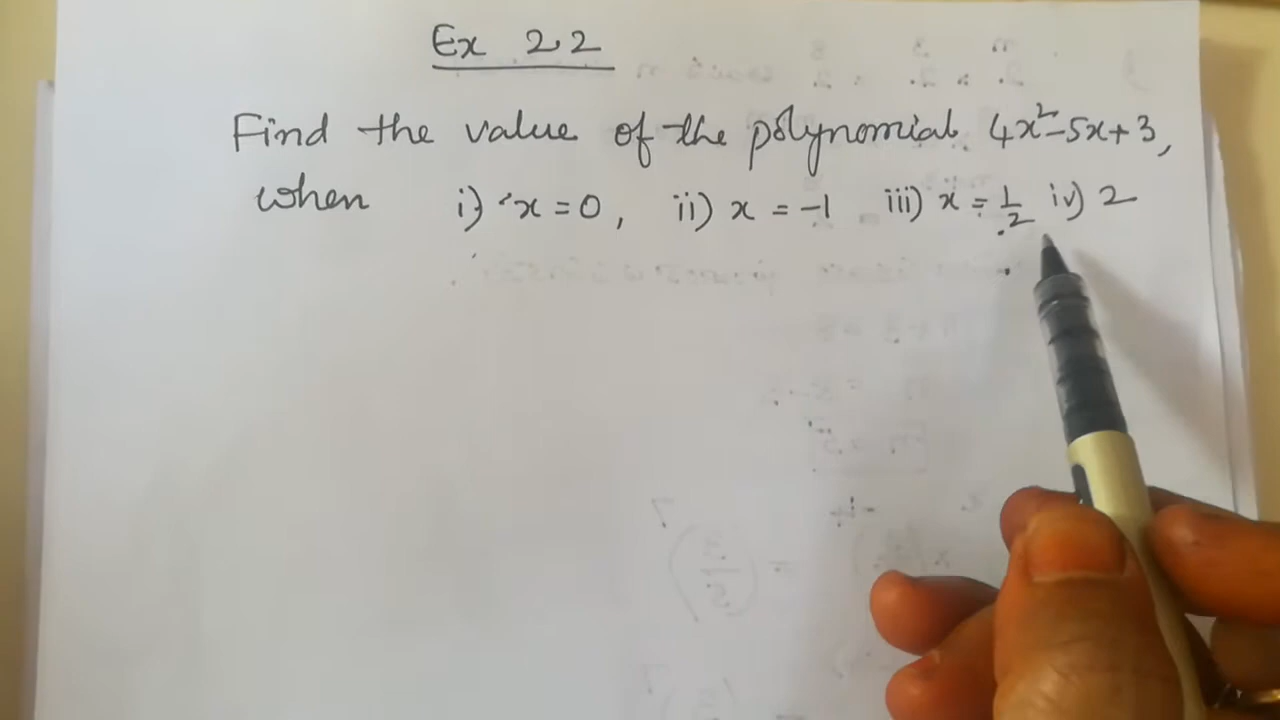 Ex 2.2
Find the value of the polynomial 4x²-5x+3,
when i) x = 0, ii) x = -1 iii) x = 1/2 iv) 2